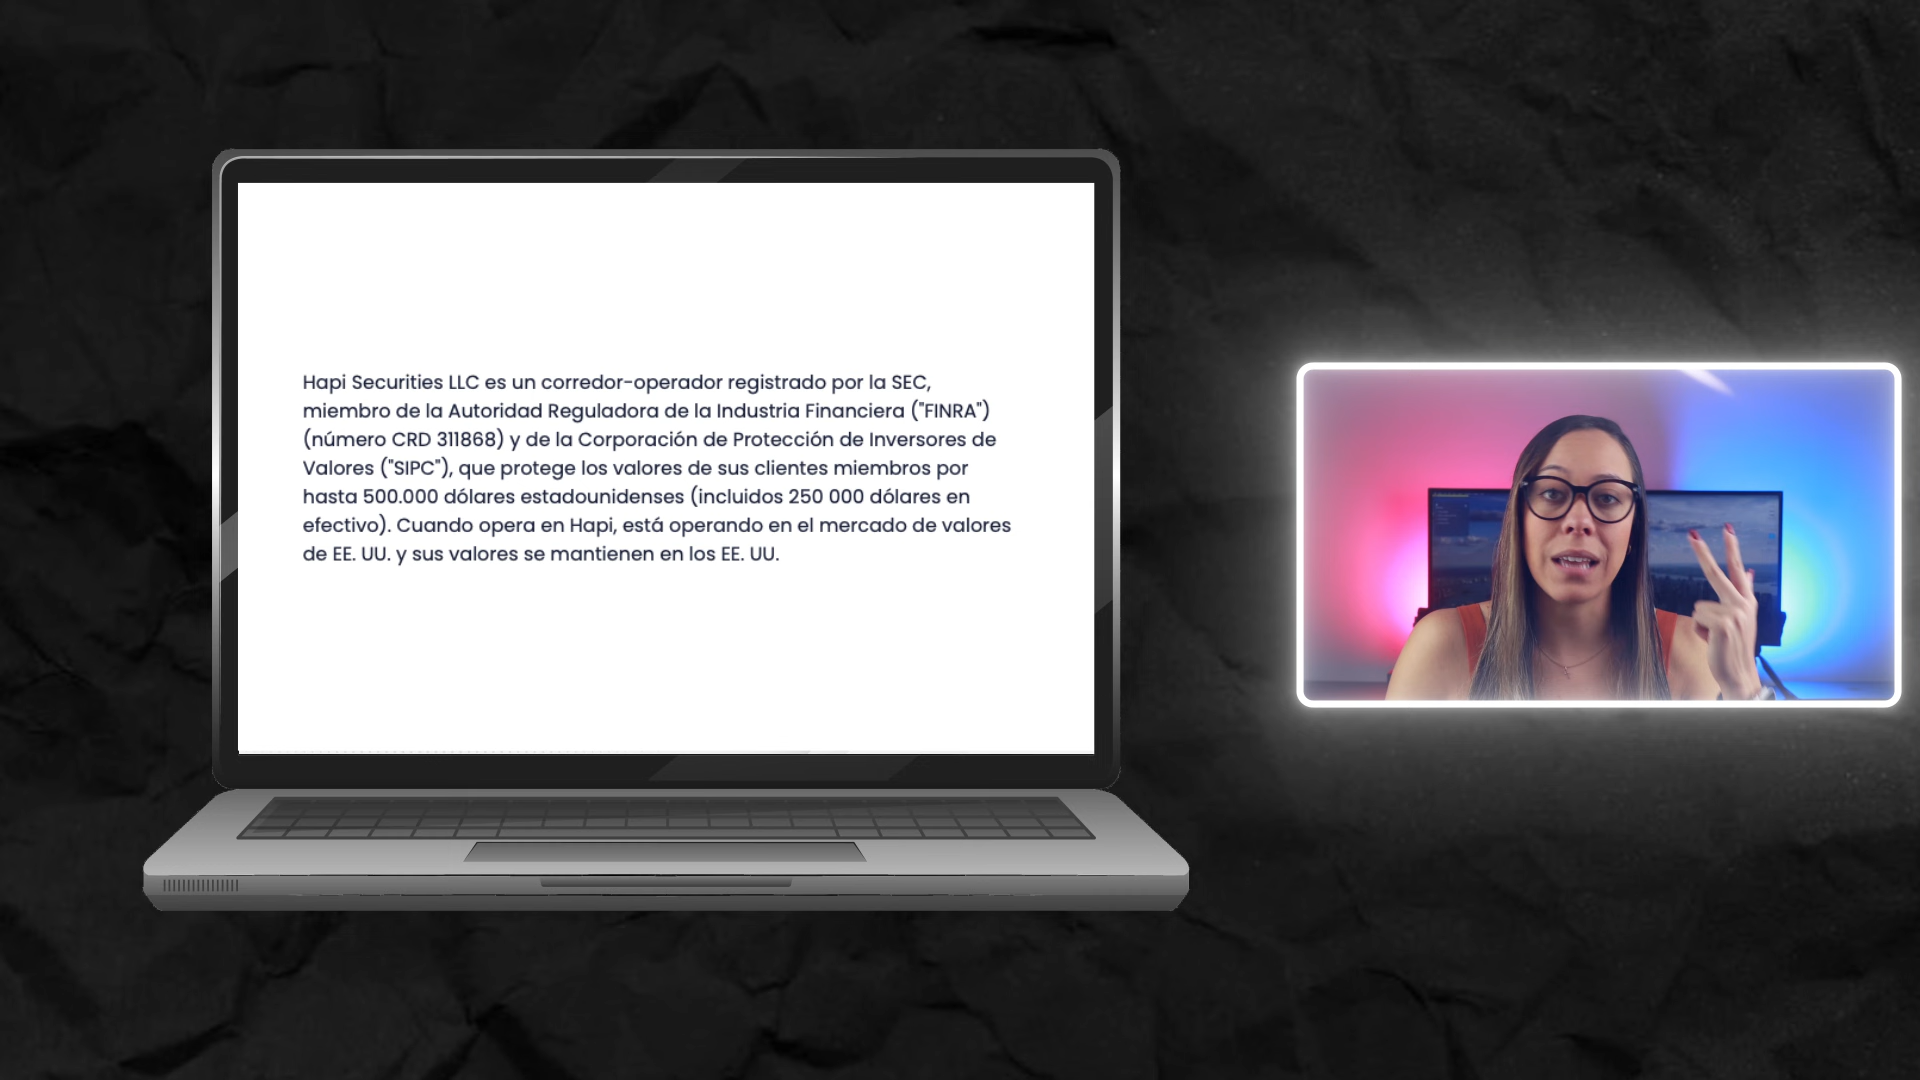 Hapi Securities LLC es un corredor-operador registrado por la SEC,
miembro de la Autoridad Reguladora de la Industria Financiera ("FINRA")
(número CRD 311868) y de la Corporación de Protección de Inversores de
Valores ("SIPC"), que protege los valores de sus clientes miembros por
hasta 500.000 dólares estadounidenses (incluidos 250 000 dólares en
efectivo). Cuando opera en Hapi, está operando en el mercado de valores
de EE. UU. y sus valores se mantienen en los EE. UU.